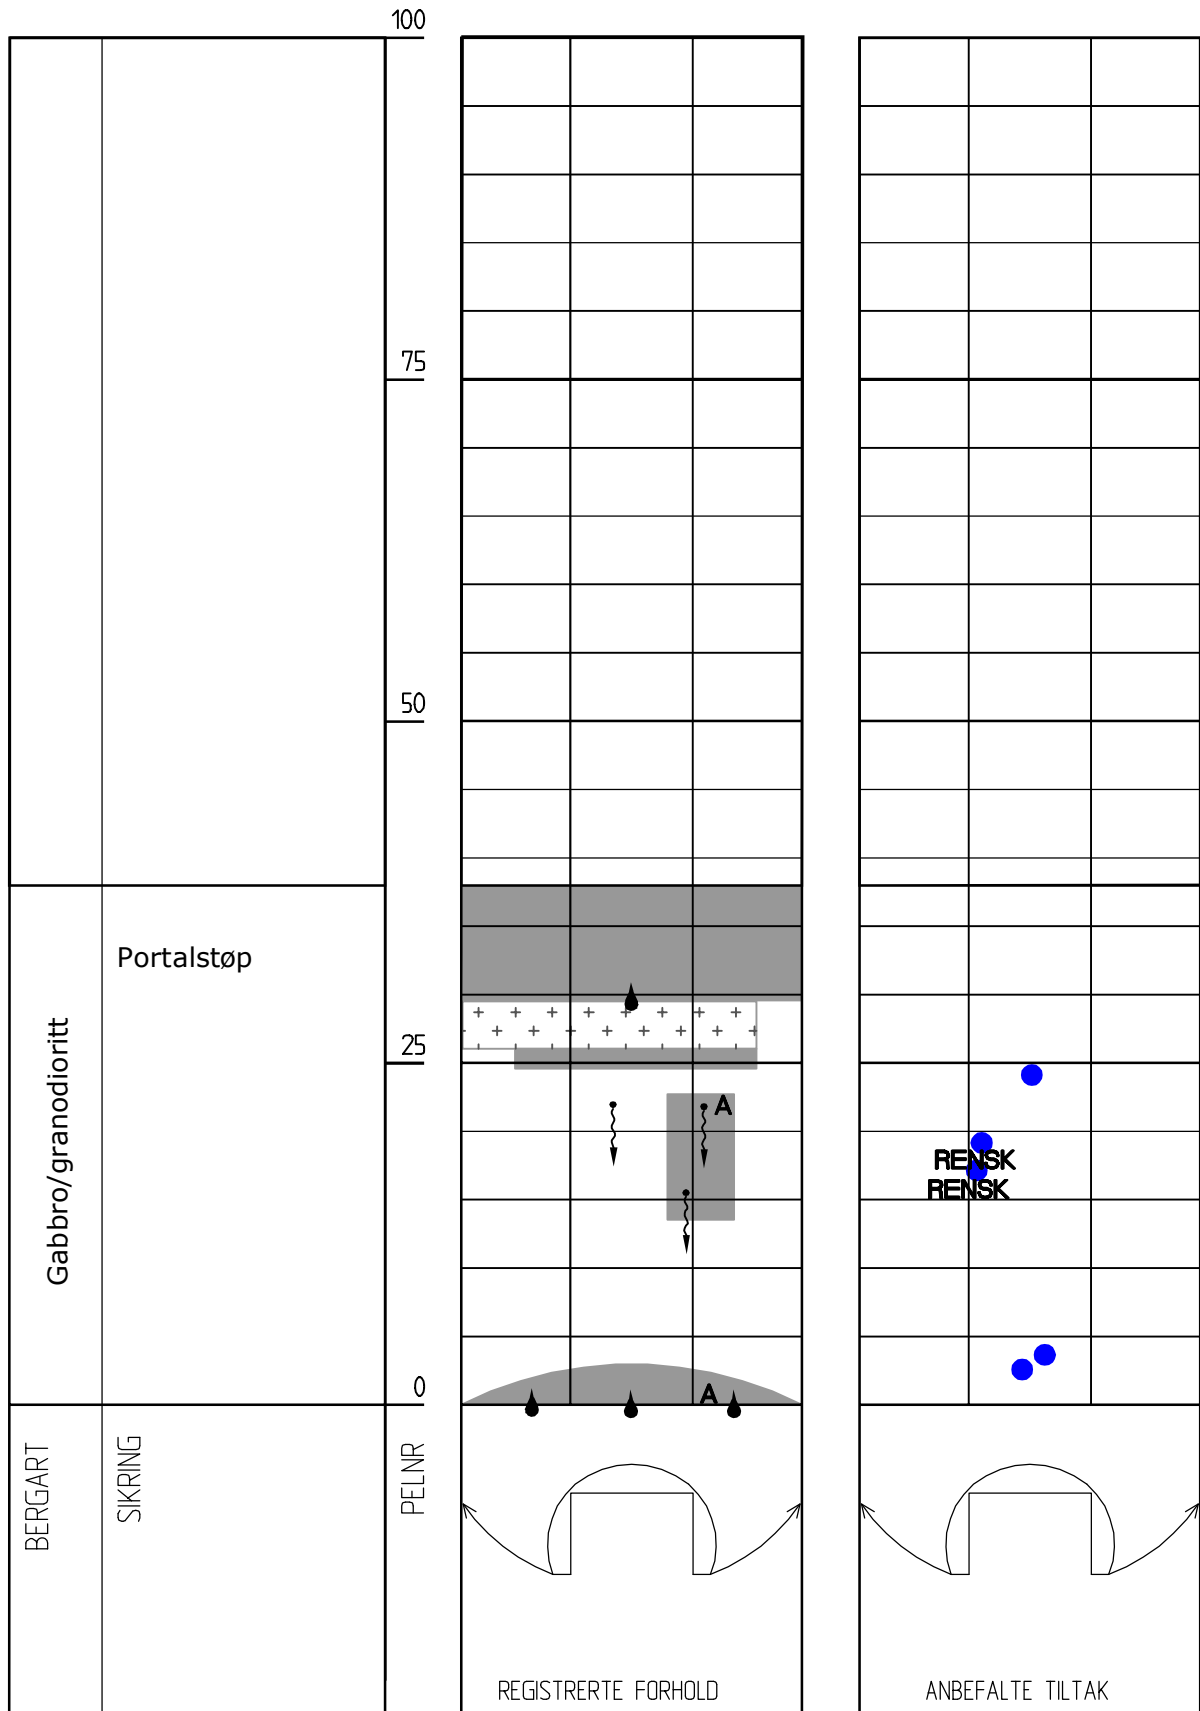 100
75
50
Portalstøp
25
Gabbro/granodioritt
A
RENSK
RENSK
0
A
BERGART
SIKRING
PELNR
REGISTRERTE FORHOLD
ANBEFALTE TILTAK